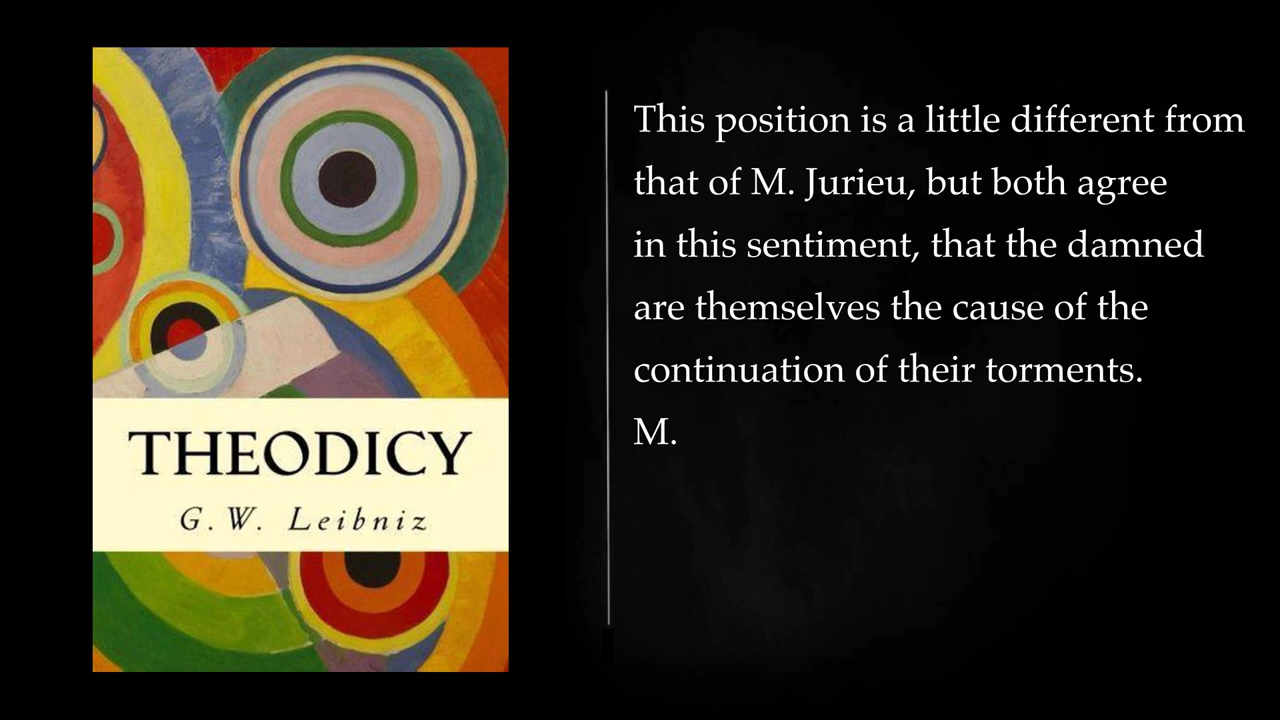 THEODICY
G. W. Leibniz
This position is a little different from
that of M. Jurieu, but both agree
in this sentiment, that the damned
are themselves the cause of the
continuation of their torments.
M.